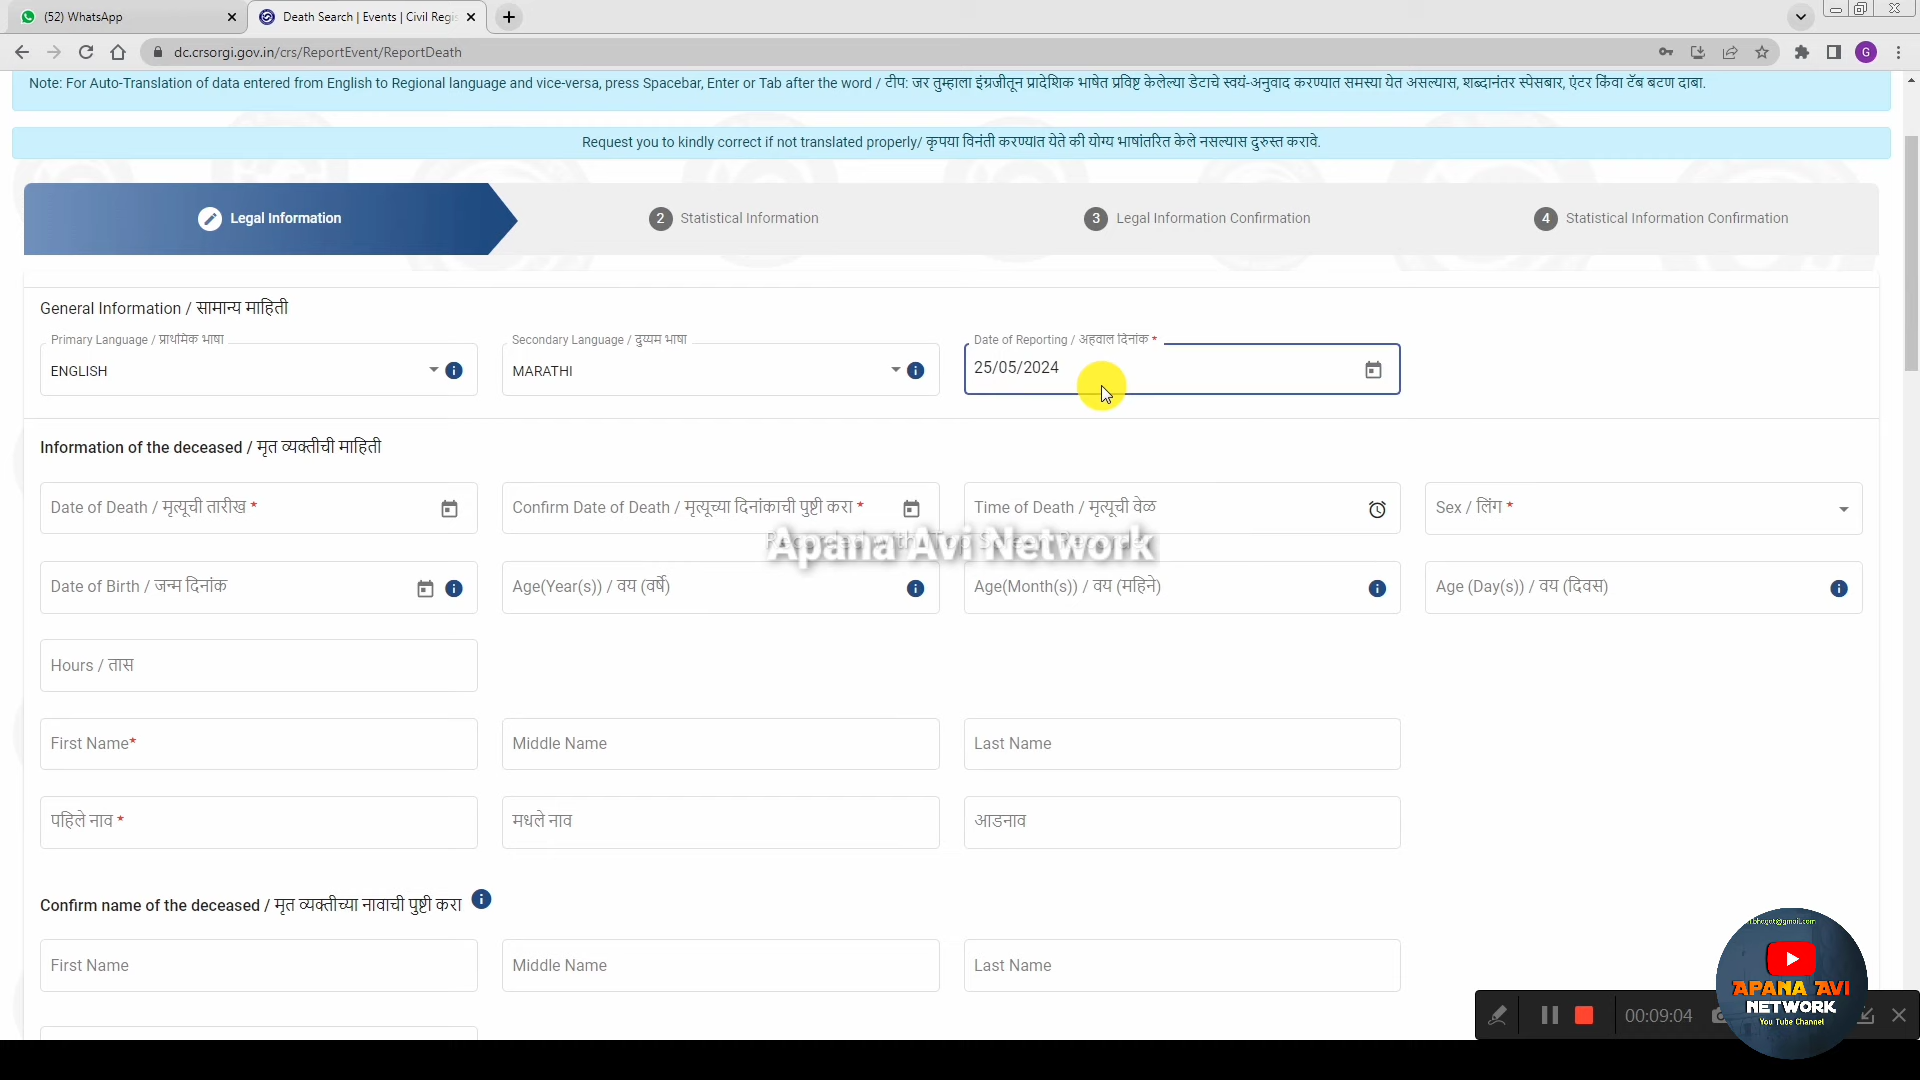 (52) WhatsApp
Death Search | Events | Civil Regis
dc.crsorgi.gov.in/crs/ReportEvent/ReportDeath
G
Note: For Auto-Translation of data entered from English to Regional language and vice-versa, press Spacebar, Enter or Tab after the word / टीप: जर तुम्हाला इंग्रजीतून प्रादेशिक भाषेत प्रविष्ट केलेल्या डेटाचे स्वयं-अनुवाद करण्यात समस्या येत असल्यास, शब्दानंतर स्पेसबार, एंटर किंवा टॅब बटण दाबा.
Request you to kindly correct if not translated properly/ कृपया विनंती करण्यात येते की योग्य भाषांतरित केले नसल्यास दुरुस्त करावे.
Legal Information
2 Statistical Information
3 Legal Information Confirmation
4 Statistical Information Confirmation
General Information / सामान्य माहिती
Primary Language / प्राथमिक भाषा
Secondary Language / दुय्यम भाषा
Date of Reporting / अहवाल दिनांक *
ENGLISH
MARATHI
25/05/2024
Information of the deceased / मृत व्यक्तीची माहिती
Date of Death / मृत्यूची तारीख *
Confirm Date of Death / मृत्यूच्या दिनांकाची पुष्टी करा *
Time of Death / मृत्यूची वेळ
Sex / लिंग *
Apana Avi Network
Date of Birth / जन्म दिनांक
Age(Year(s)) / वय (वर्षे)
Age(Month(s)) / वय (महिने)
Age (Day(s)) / वय (दिवस)
Hours / तास
First Name*
Middle Name
Last Name
पहिले नाव *
मधले नाव
आडनाव
Confirm name of the deceased / मृत व्यक्तीच्या नावाची पुष्टी करा
First Name
Middle Name
Last Name
00:09:04
APANA AVI
NETWORK
You Tube Channel